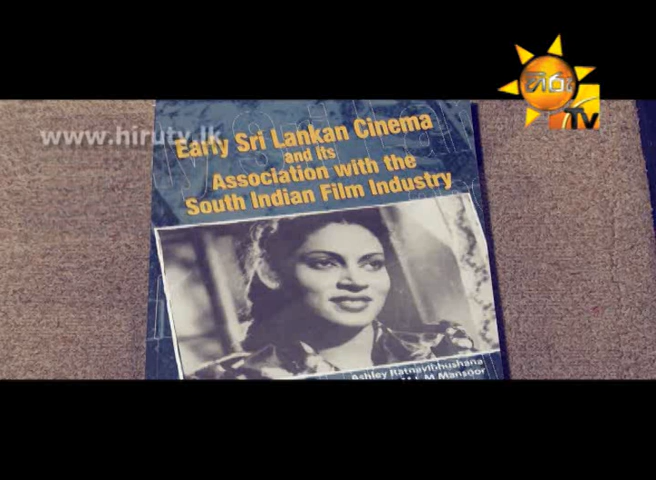 හිරු
TV
www.hirutv.lk
Early Sri Lankan Cinema
and Its
Association with the
South Indian Film Industry
Ashley Ratnavibhushana
M L M Mansoor